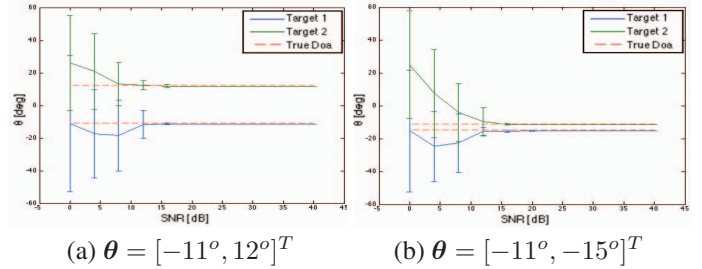 60
40
20
0
-20
-40
-60
θ [deg]
-5 0 5 10 15 20 25 30 35 40 45
SNR [dB]
Target 1
Target 2
True Doa
(a) θ = [−11°, 12°]ᵀ
60
40
20
0
-20
-40
-60
θ [deg]
-5 0 5 10 15 20 25 30 35 40 45
SNR [dB]
Target 1
Target 2
True Doa
(b) θ = [−11°, −15°]ᵀ